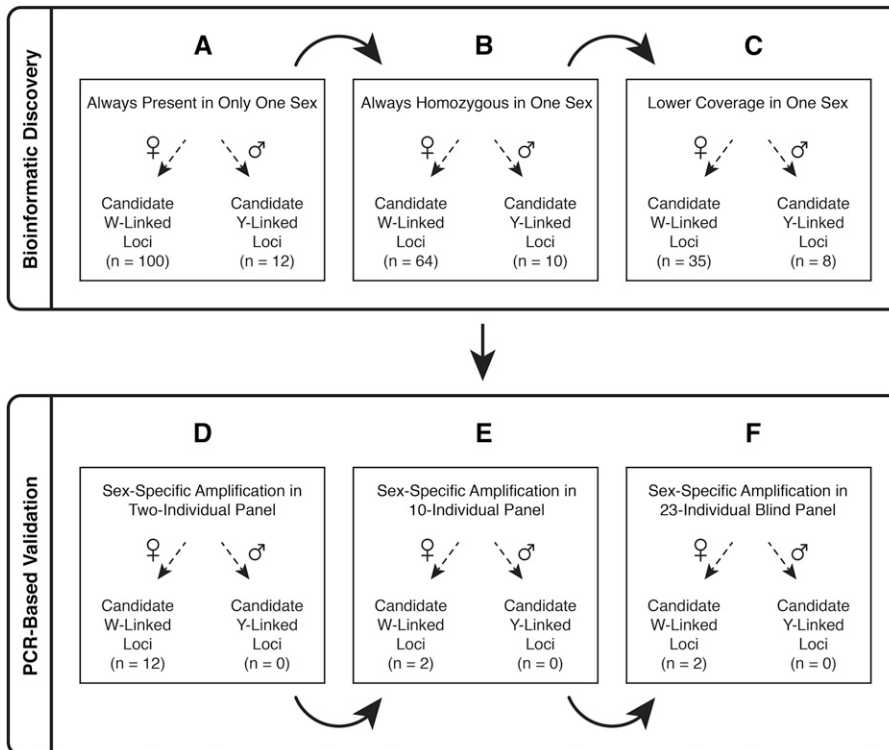 Bioinformatic Discovery
A
B
C
Always Present in Only One Sex
♀
♂
Candidate
W-Linked
Loci
(n = 100)
Candidate
Y-Linked
Loci
(n = 12)
Always Homozygous in One Sex
♀
♂
Candidate
W-Linked
Loci
(n = 64)
Candidate
Y-Linked
Loci
(n = 10)
Lower Coverage in One Sex
♀
♂
Candidate
W-Linked
Loci
(n = 35)
Candidate
Y-Linked
Loci
(n = 8)
PCR-Based Validation
D
E
F
Sex-Specific Amplification in
Two-Individual Panel
♀
♂
Candidate
W-Linked
Loci
(n = 12)
Candidate
Y-Linked
Loci
(n = 0)
Sex-Specific Amplification in
10-Individual Panel
♀
♂
Candidate
W-Linked
Loci
(n = 2)
Candidate
Y-Linked
Loci
(n = 0)
Sex-Specific Amplification in
23-Individual Blind Panel
♀
♂
Candidate
W-Linked
Loci
(n = 2)
Candidate
Y-Linked
Loci
(n = 0)